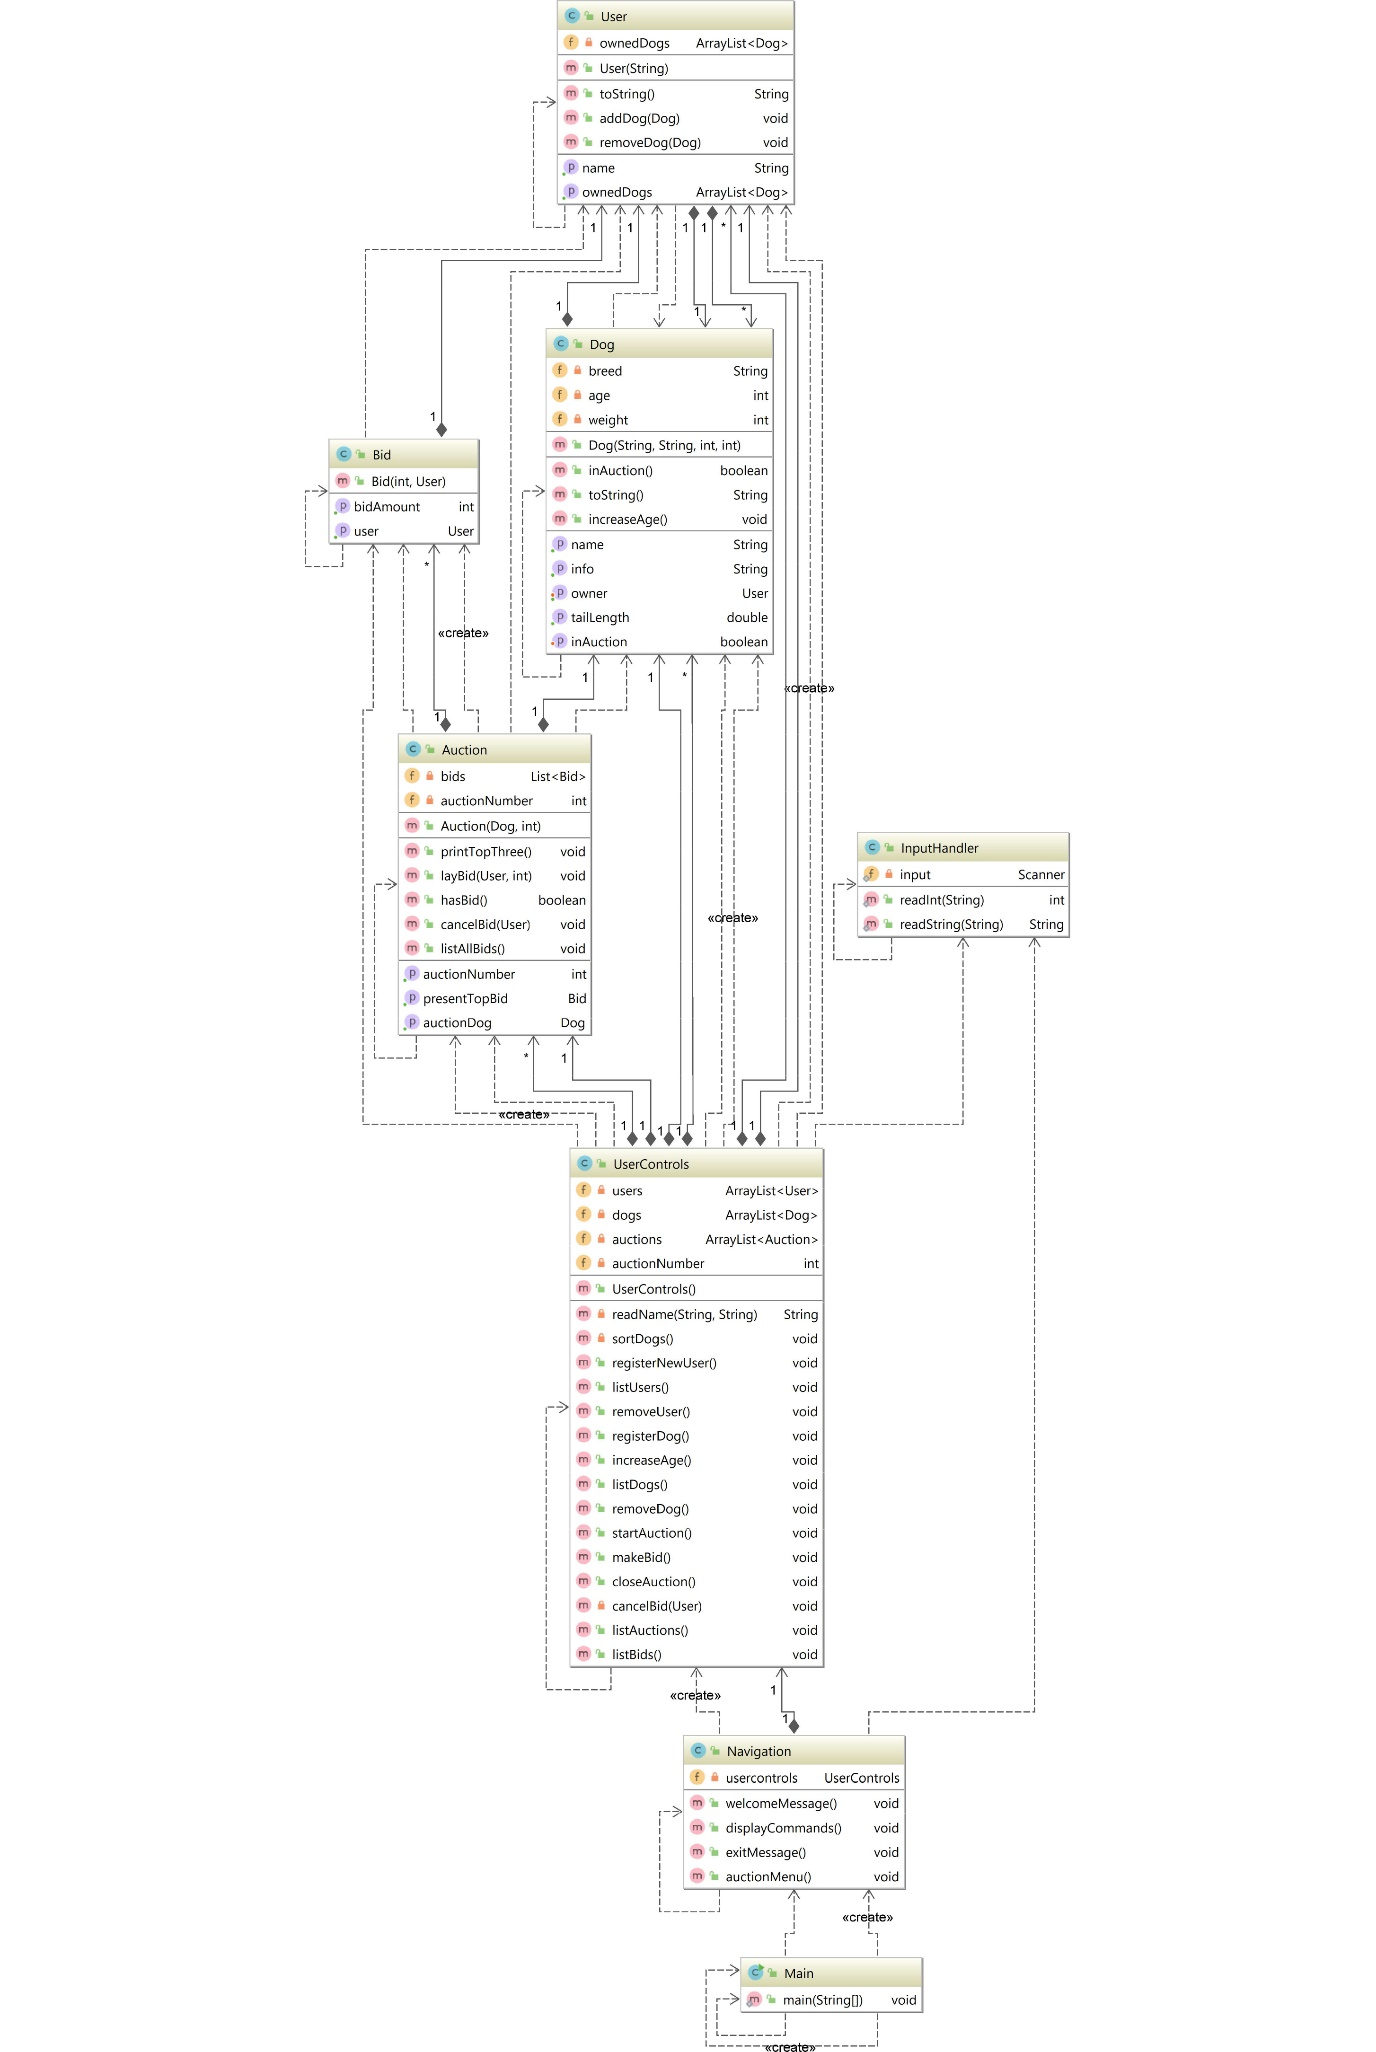 User
ownedDogs ArrayList<Dog>
User(String)
toString() String
addDog(Dog) void
removeDog(Dog) void
name String
ownedDogs ArrayList<Dog>
1 1 1 1 * 1
1 1 *
Dog
breed String
age int
weight int
Dog(String, String, int, int)
inAuction() boolean
toString() String
increaseAge() void
name String
info String
owner User
tailLength double
inAuction boolean
1
Bid
Bid(int, User)
bidAmount int
user User
*
«create»
1 1 *
«create»
1 1
Auction
bids List<Bid>
auctionNumber int
Auction(Dog, int)
printTopThree() void
layBid(User, int) void
hasBid() boolean
cancelBid(User) void
listAllBids() void
auctionNumber int
presentTopBid Bid
auctionDog Dog
InputHandler
input Scanner
readInt(String) int
readString(String) String
«create»
* 1
«create»
1 1 1 1 1 1
UserControls
users ArrayList<User>
dogs ArrayList<Dog>
auctions ArrayList<Auction>
auctionNumber int
UserControls()
readName(String, String) String
sortDogs() void
registerNewUser() void
listUsers() void
removeUser() void
registerDog() void
increaseAge() void
listDogs() void
removeDog() void
startAuction() void
makeBid() void
closeAuction() void
cancelBid(User) void
listAuctions() void
listBids() void
«create» 1
1
Navigation
usercontrols UserControls
welcomeMessage() void
displayCommands() void
exitMessage() void
auctionMenu() void
«create»
Main
main(String[]) void
«create»